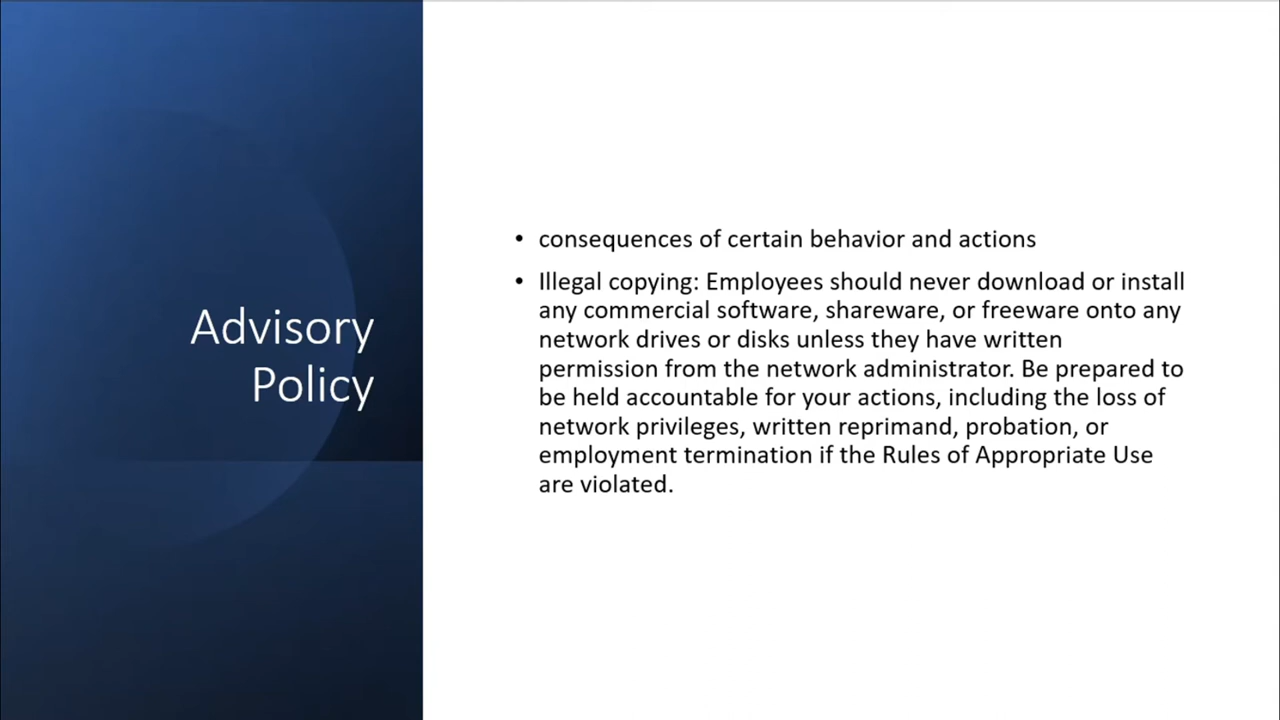 Advisory
Policy
• consequences of certain behavior and actions
• Illegal copying: Employees should never download or install
any commercial software, shareware, or freeware onto any
network drives or disks unless they have written
permission from the network administrator. Be prepared to
be held accountable for your actions, including the loss of
network privileges, written reprimand, probation, or
employment termination if the Rules of Appropriate Use
are violated.